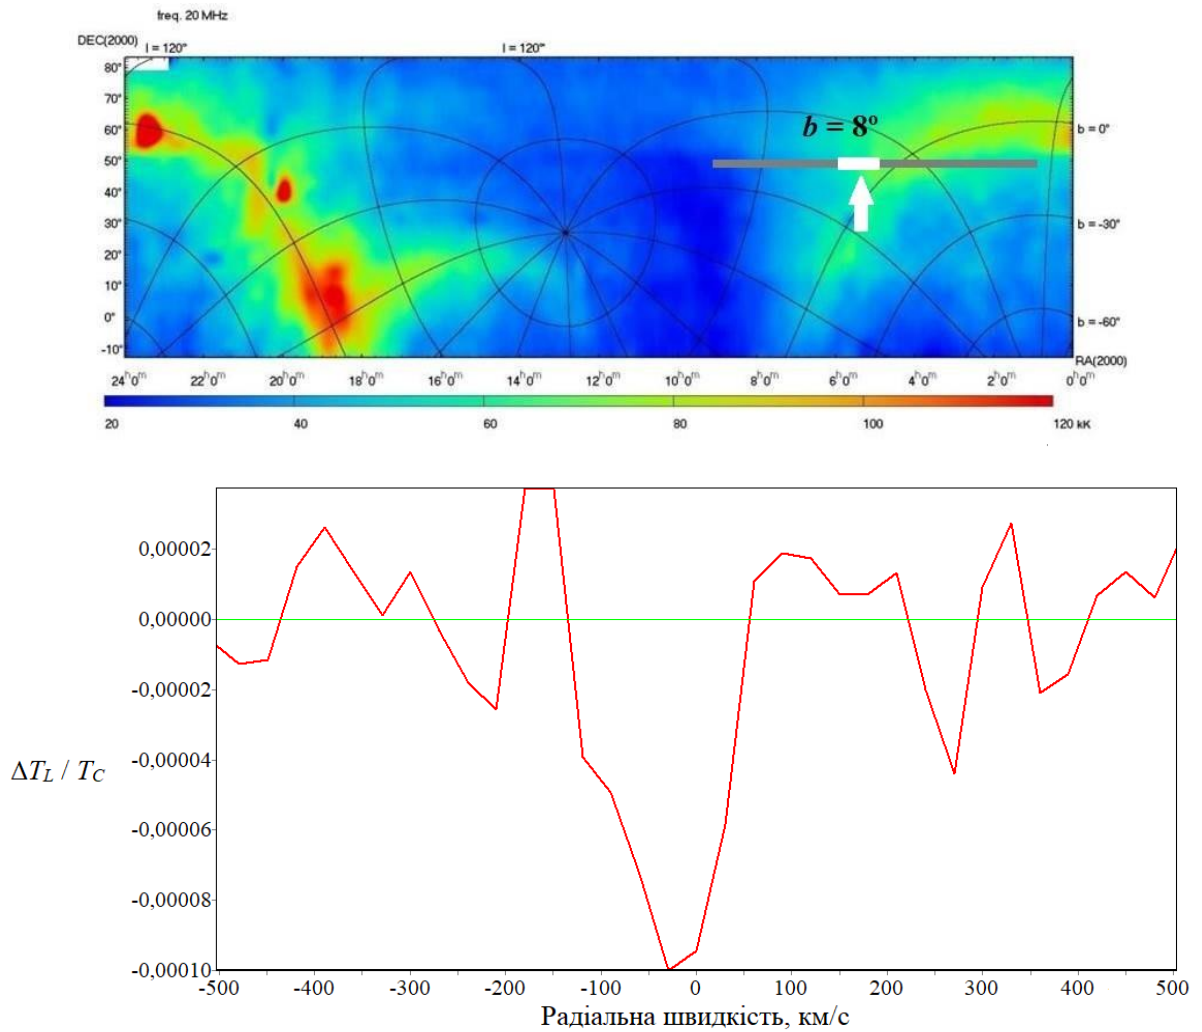 freq. 20 MHz
DEC(2000)
l = 120°
l = 120°
80°
70°
60°
50°
40°
30°
20°
10°
0°
-10°
b = 8º
b = 0°
b = -30°
b = -60°
RA(2000)
24ʰ0ᵐ 22ʰ0ᵐ 20ʰ0ᵐ 18ʰ0ᵐ 16ʰ0ᵐ 14ʰ0ᵐ 12ʰ0ᵐ 10ʰ0ᵐ 8ʰ0ᵐ 6ʰ0ᵐ 4ʰ0ᵐ 2ʰ0ᵐ 0ʰ0ᵐ
20 40 60 80 100 120 kK
0,00002
0,00000
-0,00002
-0,00004
-0,00006
-0,00008
-0,00010
ΔT_L / T_C
-500 -400 -300 -200 -100 0 100 200 300 400 500
Радіальна швидкість, км/с